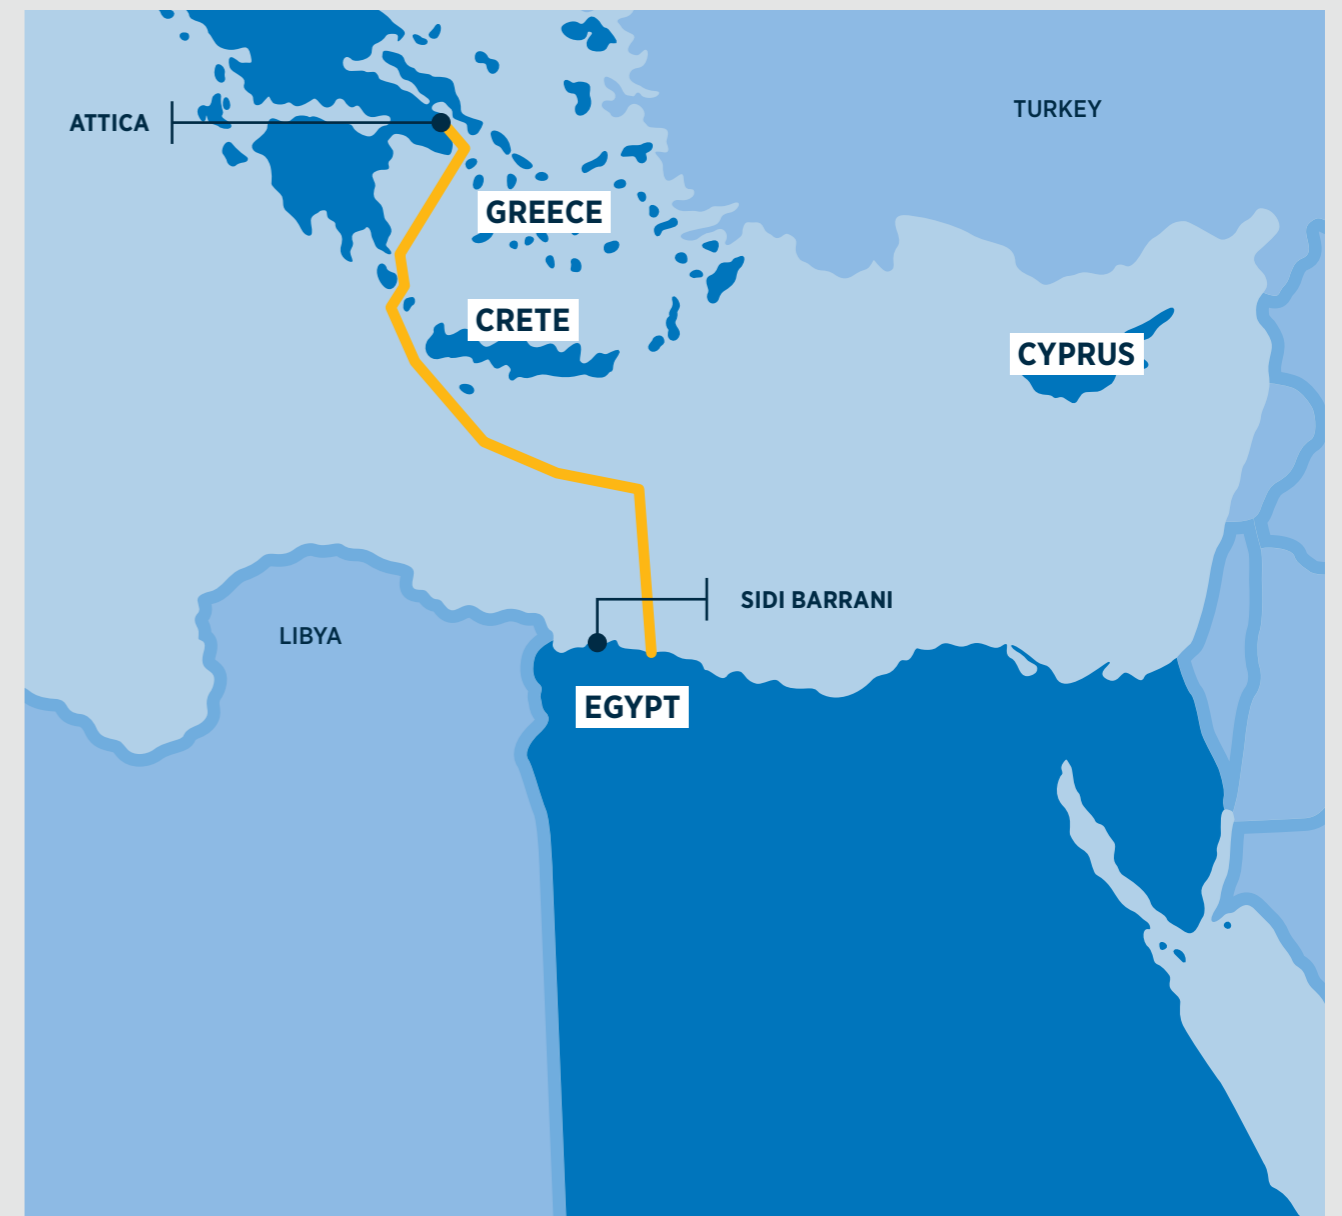 TURKEY
ATTICA
GREECE
CRETE
CYPRUS
SIDI BARRANI
LIBYA
EGYPT